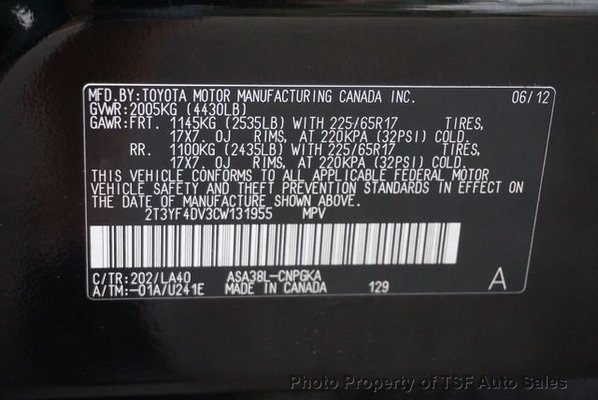 MFD.BY:TOYOTA MOTOR MANUFACTURING CANADA INC. 06/12
GVWR:2005KG (4430LB)
GAWR:FRT. 1145KG (2535LB) WITH 225/65R17 TIRES,
17X7.0J RIMS, AT 220KPA (32PSI) COLD.
RR. 1100KG (2435LB) WITH 225/65R17 TIRES,
17X7.0J RIMS, AT 220KPA (32PSI) COLD.
THIS VEHICLE CONFORMS TO ALL APPLICABLE FEDERAL MOTOR
VEHICLE SAFETY AND THEFT PREVENTION STANDARDS IN EFFECT ON
THE DATE OF MANUFACTURE SHOWN ABOVE.
2T3YF4DV3CW131955 MPV
C/TR:202/LA40 ASA38L-CNPGKA
A/TM:-01A/U241E MADE IN CANADA 129 A
Photo Property of TSF Auto Sales